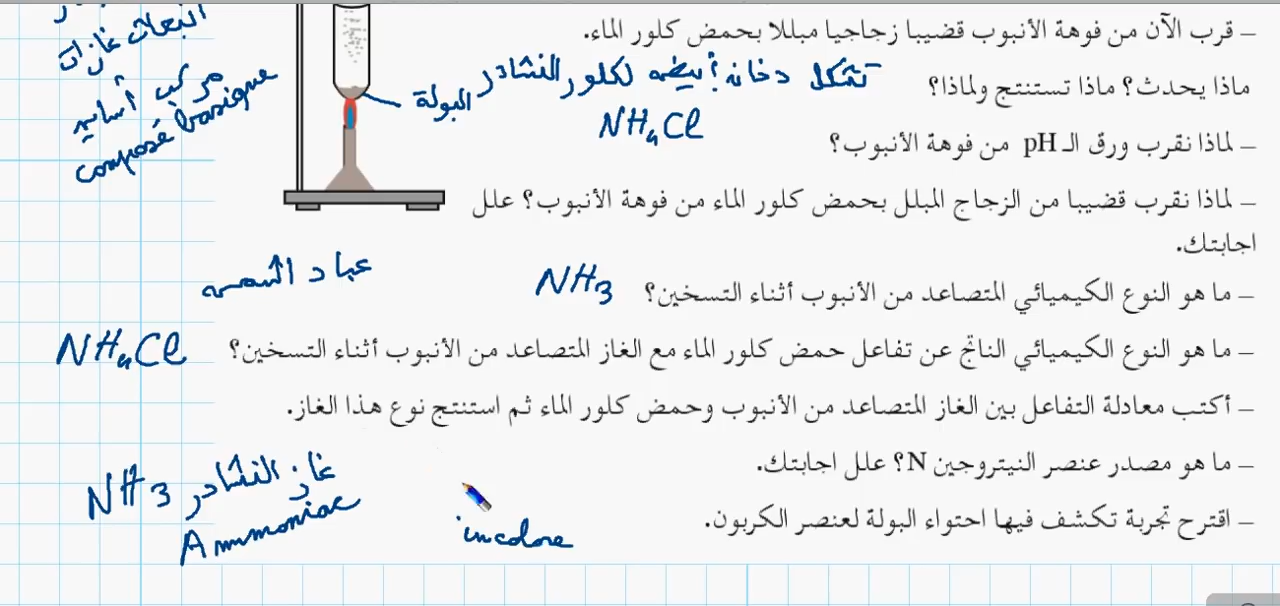 – قرب الآن من فوهة الأنبوب قضيبا زجاجيا مبللا بحمض كلور الماء.
انبعاث غازات
مركب أساسي
composé basique
ماذا يحدث؟ ماذا تستنتج ولماذا؟
تشكل دخان أبيض لكلور النشادر
NH₄Cl
البولة
– لماذا نقرب ورق الـ pH من فوهة الأنبوب؟
– لماذا نقرب قضيبا من الزجاج المبلل بحمض كلور الماء من فوهة الأنبوب؟ علل
اجابتك.
عباد الشمس
– ما هو النوع الكيميائي المتصاعد من الأنبوب أثناء التسخين؟ NH3
– ما هو النوع الكيميائي الناتج عن تفاعل حمض كلور الماء مع الغاز المتصاعد من الأنبوب أثناء التسخين؟ NH₄Cl
– أكتب معادلة التفاعل بين الغاز المتصاعد من الأنبوب وحمض كلور الماء ثم استنتج نوع هذا الغاز.
– ما هو مصدر عنصر النيتروجين N؟ علل اجابتك.
غاز النشادر NH3
Ammoniac
– اقترح تجربة تكشف فيها احتواء البولة لعنصر الكربون.
incolore